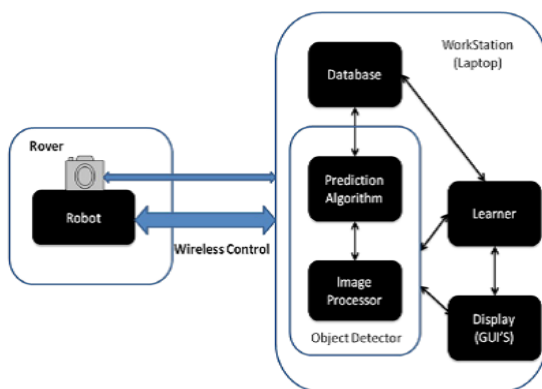 WorkStation
(Laptop)
Database
Rover
Robot
Wireless Control
Prediction
Algorithm
Image
Processor
Object Detector
Learner
Display
(GUI'S)